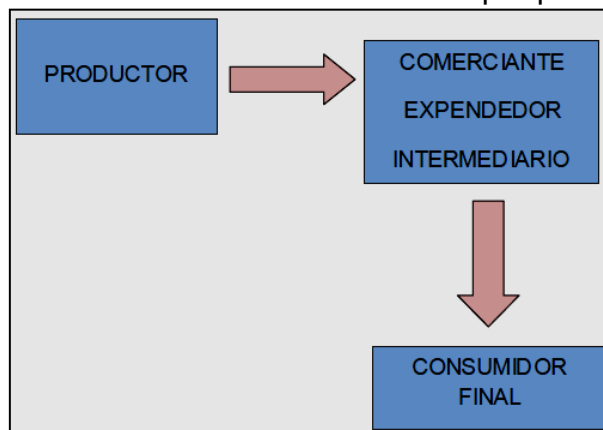 PRODUCTOR
COMERCIANTE
EXPENDEDOR
INTERMEDIARIO
CONSUMIDOR
FINAL